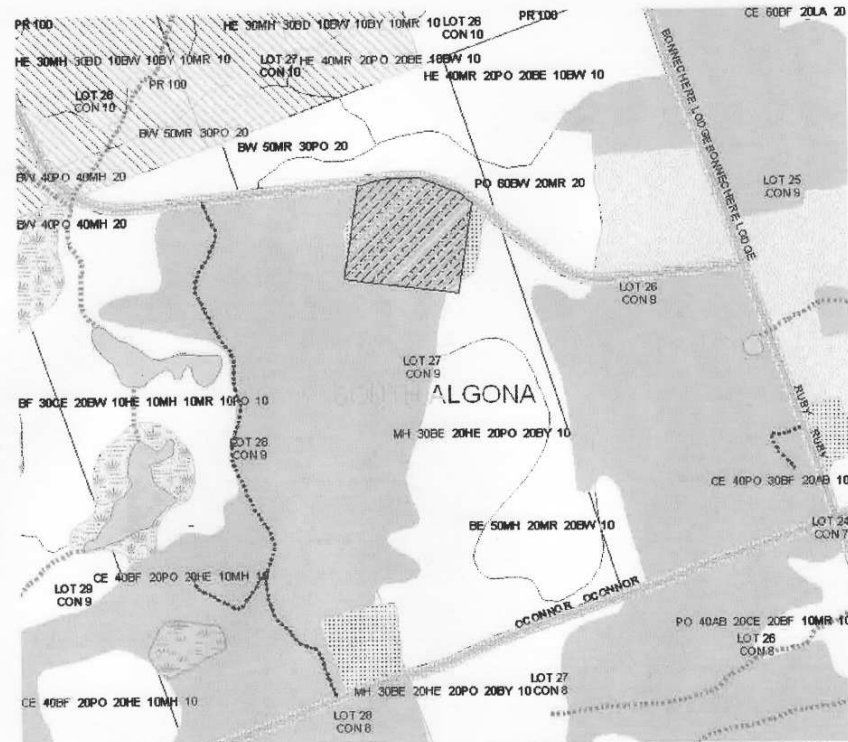 PR 100
HE 30MH 30BD 10BW 10BY 10MR 10
LOT 26
CON 10
PR 100
CE 60BF 20LA 20
HE 30MH 30BD 10BW 10BY 10MR 10
LOT 27
CON 10
HE 40MR 20PO 20BE 10BW 10
HE 40MR 20PO 20BE 10BW 10
PR 100
LOT 26
CON 10
BONNECHERE LODGE BONNECHERE LODGE
BW 50MR 30PO 20
BW 50MR 30PO 20
BW 40PO 40MH 20
PO 60BW 20MR 20
LOT 25
CON 9
BW 40PO 40MH 20
LOT 26
CON 9
LOT 27
CON 9
ALGONA
BF 30CE 20BW 10HE 10MH 10MR 10PO 10
RUBY RUBY
MH 30BE 20HE 20PO 20BY 10
LOT 28
CON 9
CE 40PO 30BF 20AB 10
BE 50MH 20MR 20BW 10
LOT 24
CON 7
CE 40BF 20PO 20HE 10MH 10
LOT 29
CON 9
OCONNOR OCONNOR
PO 40AB 20CE 20BF 10MR 10
LOT 26
CON 8
CE 40BF 20PO 20HE 10MH 10
MH 30BE 20HE 20PO 20BY 10
LOT 27
CON 8
LOT 28
CON 8